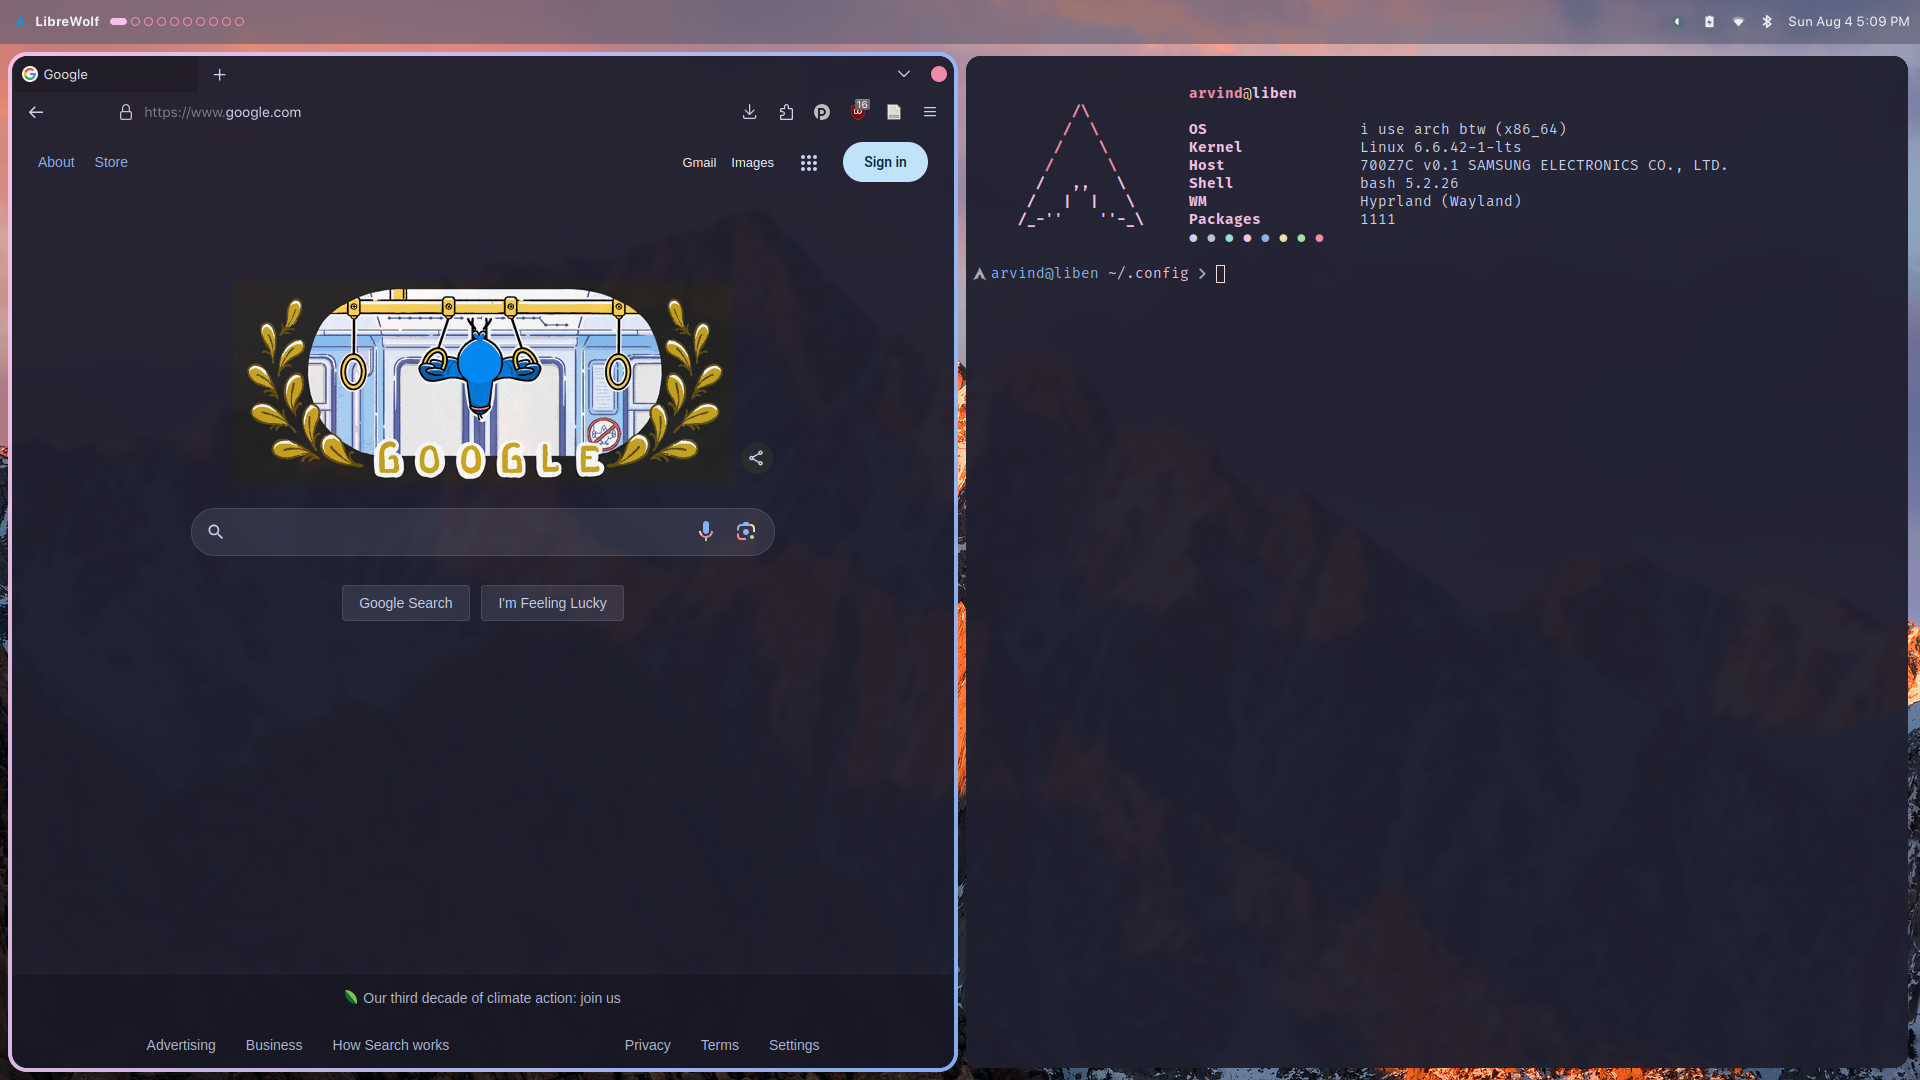 LibreWolf
Sun Aug 4 5:09 PM
Google
https://www.google.com
16
About Store
Gmail Images Sign in
GOOGLE
Google Search I'm Feeling Lucky
Our third decade of climate action: join us
Advertising Business How Search works Privacy Terms Settings
arvind@liben
OS i use arch btw (x86_64)
Kernel Linux 6.6.42-1-lts
Host 700Z7C v0.1 SAMSUNG ELECTRONICS CO., LTD.
Shell bash 5.2.26
WM Hyprland (Wayland)
Packages 1111
arvind@liben ~/.config >